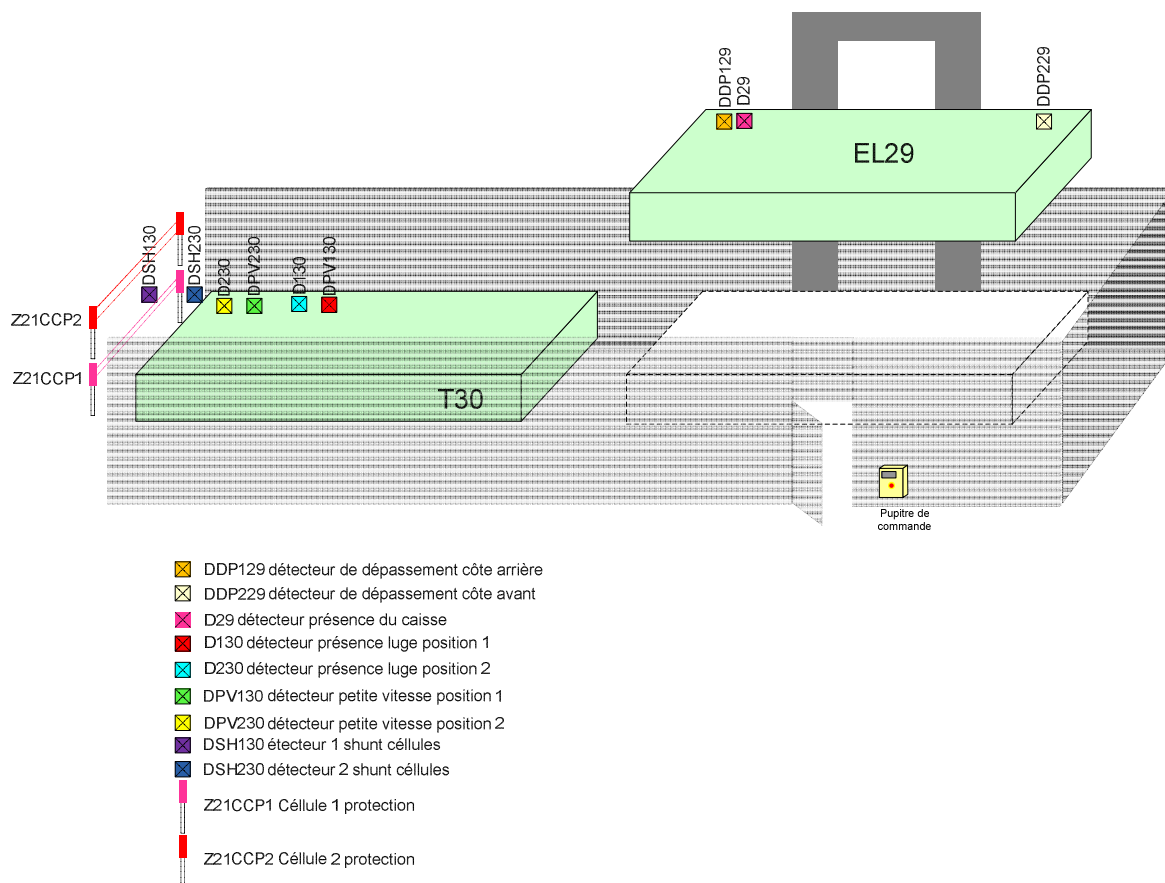 DDP129
D29
DDP229
EL29
DSH130
DSH230
D230
DPV230
D130
DPV130
Z21CCP2
Z21CCP1
T30
Pupitre de
commande
DDP129 détecteur de dépassement côte arrière
DDP229 détecteur de dépassement côte avant
D29 détecteur présence du caisse
D130 détecteur présence luge position 1
D230 détecteur présence luge position 2
DPV130 détecteur petite vitesse position 1
DPV230 détecteur petite vitesse position 2
DSH130 étecteur 1 shunt céllules
DSH230 détecteur 2 shunt céllules
Z21CCP1 Céllule 1 protection
Z21CCP2 Céllule 2 protection